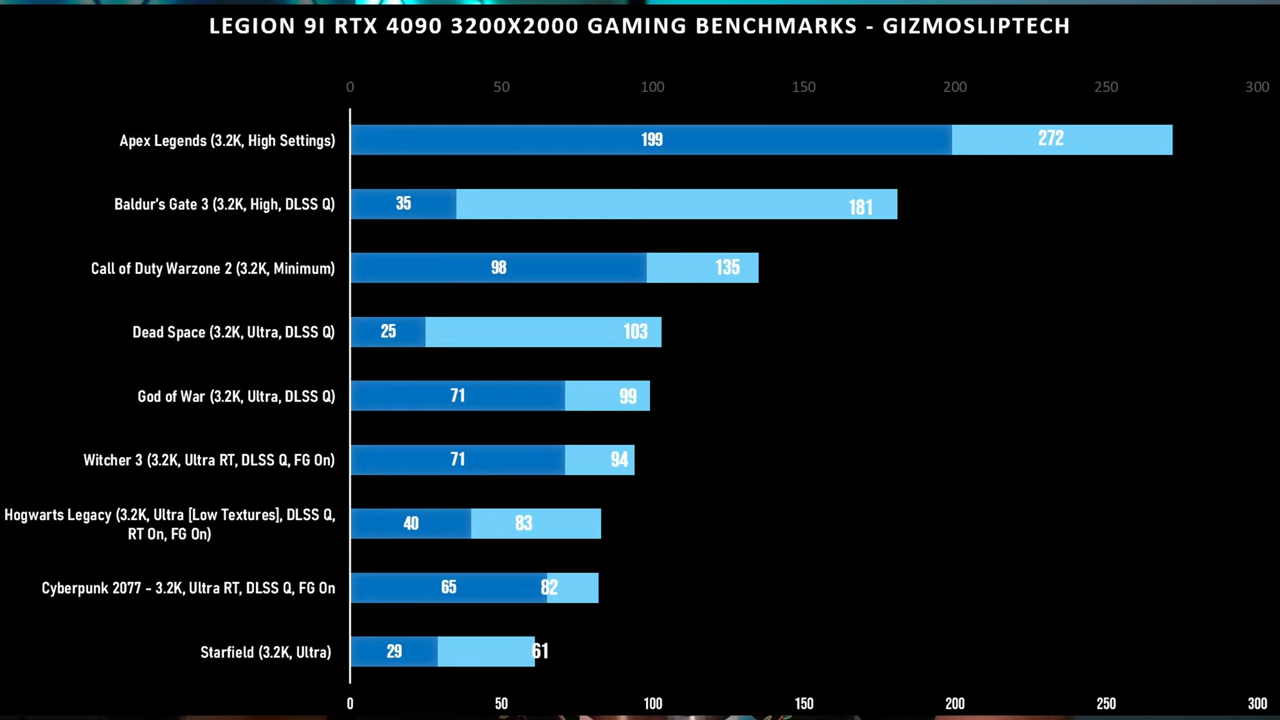 LEGION 9I RTX 4090 3200X2000 GAMING BENCHMARKS - GIZMOSLIPTECH
0 50 100 150 200 250 300
Apex Legends (3.2K, High Settings) 199 272
Baldur's Gate 3 (3.2K, High, DLSS Q) 35 181
Call of Duty Warzone 2 (3.2K, Minimum) 98 135
Dead Space (3.2K, Ultra, DLSS Q) 25 103
God of War (3.2K, Ultra, DLSS Q) 71 99
Witcher 3 (3.2K, Ultra RT, DLSS Q, FG On) 71 94
Hogwarts Legacy (3.2K, Ultra [Low Textures], DLSS Q,
RT On, FG On) 40 83
Cyberpunk 2077 - 3.2K, Ultra RT, DLSS Q, FG On 65 82
Starfield (3.2K, Ultra) 29 61
0 50 100 150 200 250 300